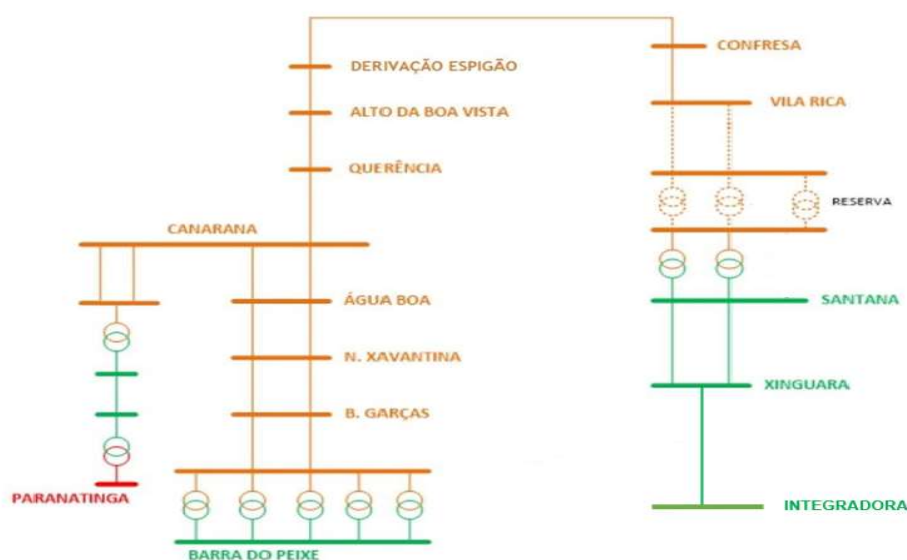 CONFRESA
DERIVAÇÃO ESPIGÃO
VILA RICA
ALTO DA BOA VISTA
QUERÊNCIA
RESERVA
CANARANA
ÁGUA BOA
SANTANA
N. XAVANTINA
XINGUARA
B. GARÇAS
PARANATINGA
INTEGRADORA
BARRA DO PEIXE